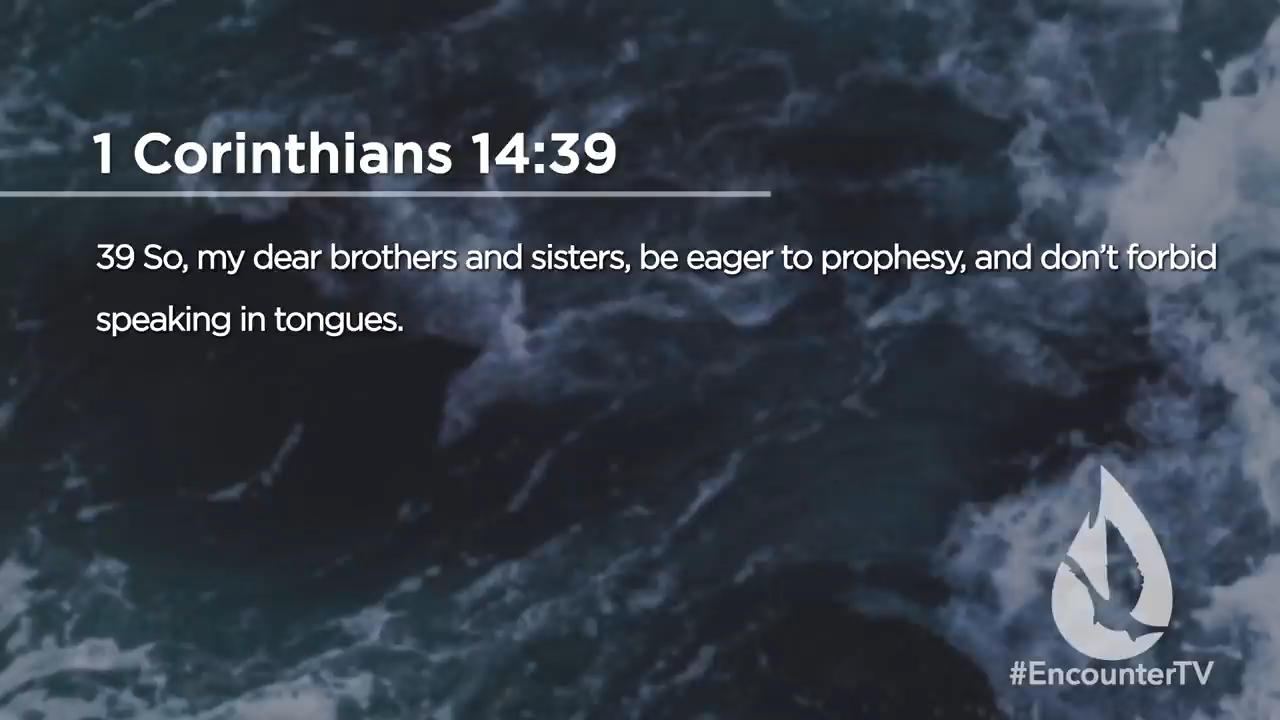 1 Corinthians 14:39
39 So, my dear brothers and sisters, be eager to prophesy, and don’t forbid
speaking in tongues.
#EncounterTV